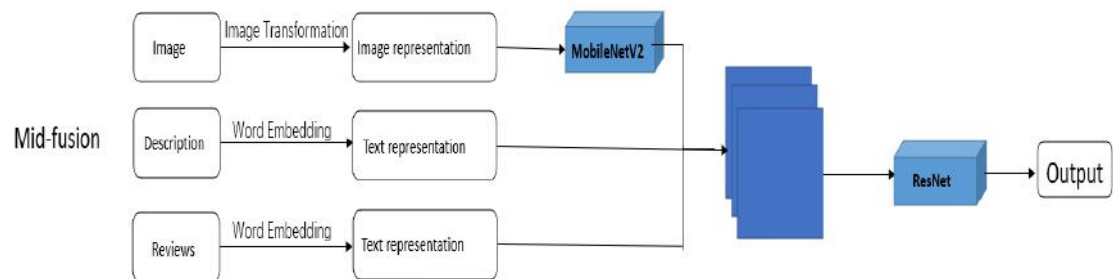 Image
Image Transformation
Image representation
MobileNetV2
Mid-fusion
Description
Word Embedding
Text representation
ResNet
Output
Reviews
Word Embedding
Text representation